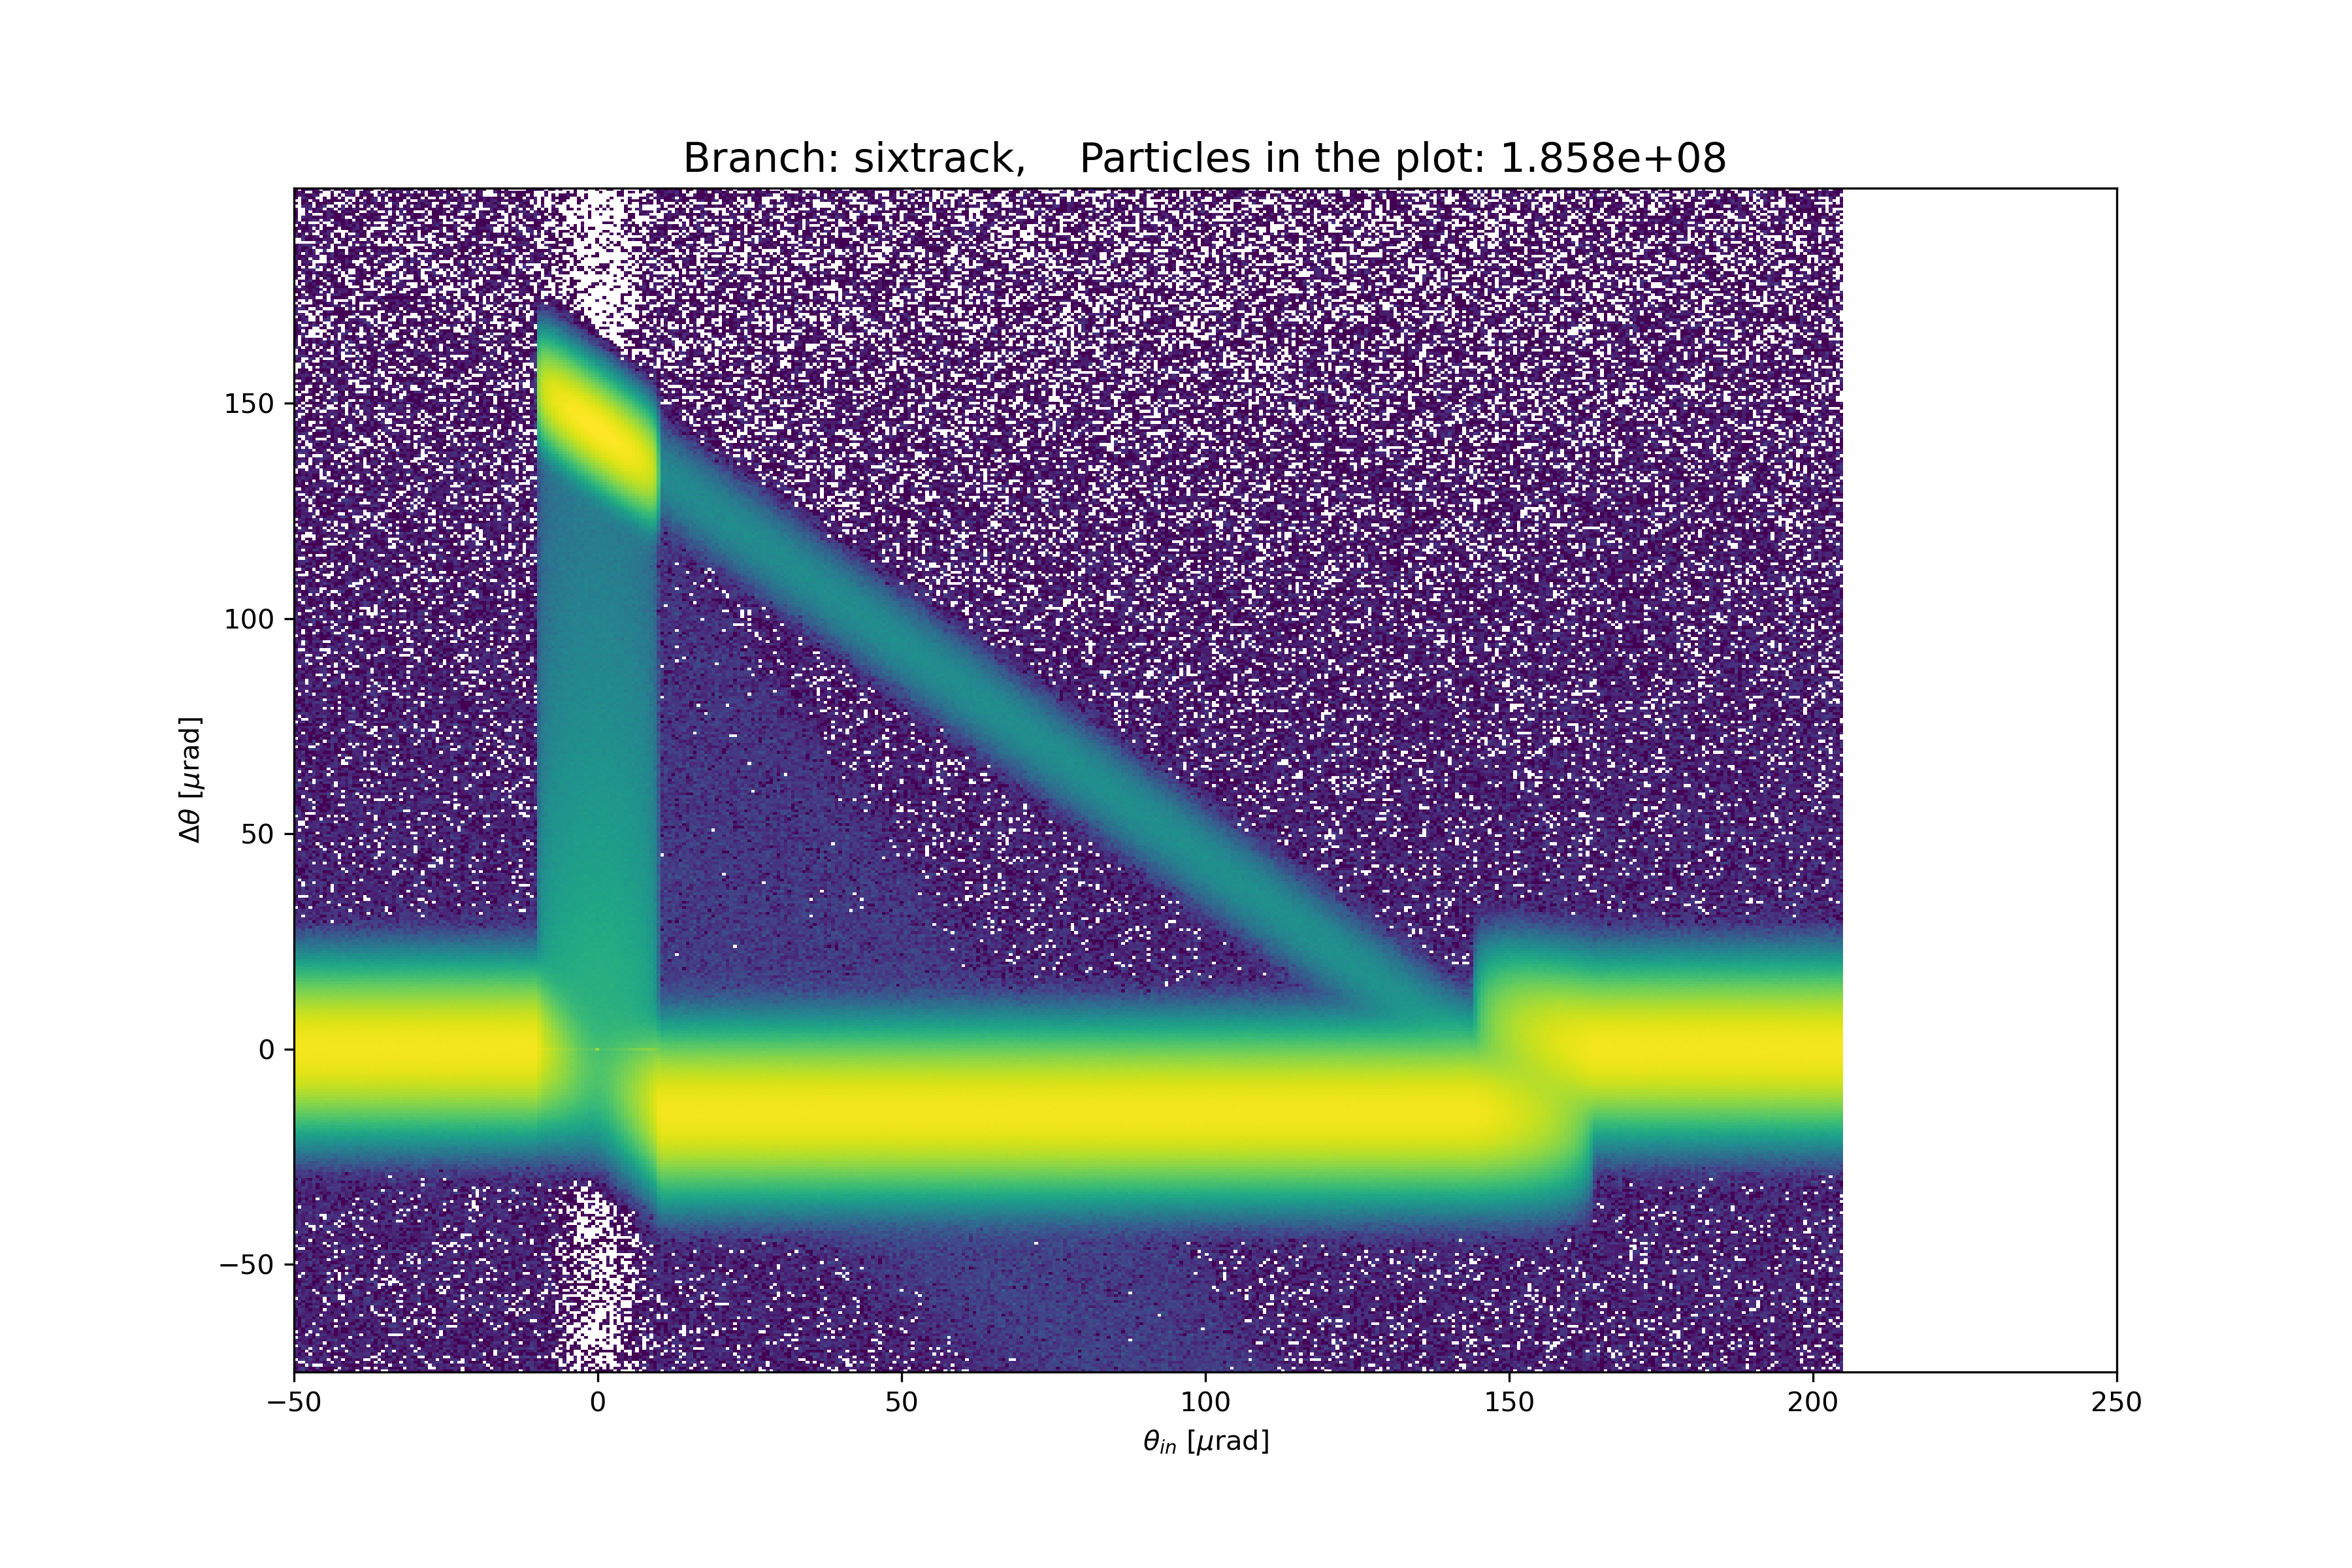 Branch: sixtrack,    Particles in the plot: 1.858e+08
150
100
50
0
−50
Δθ [μrad]
−50 0 50 100 150 200 250
θin [μrad]